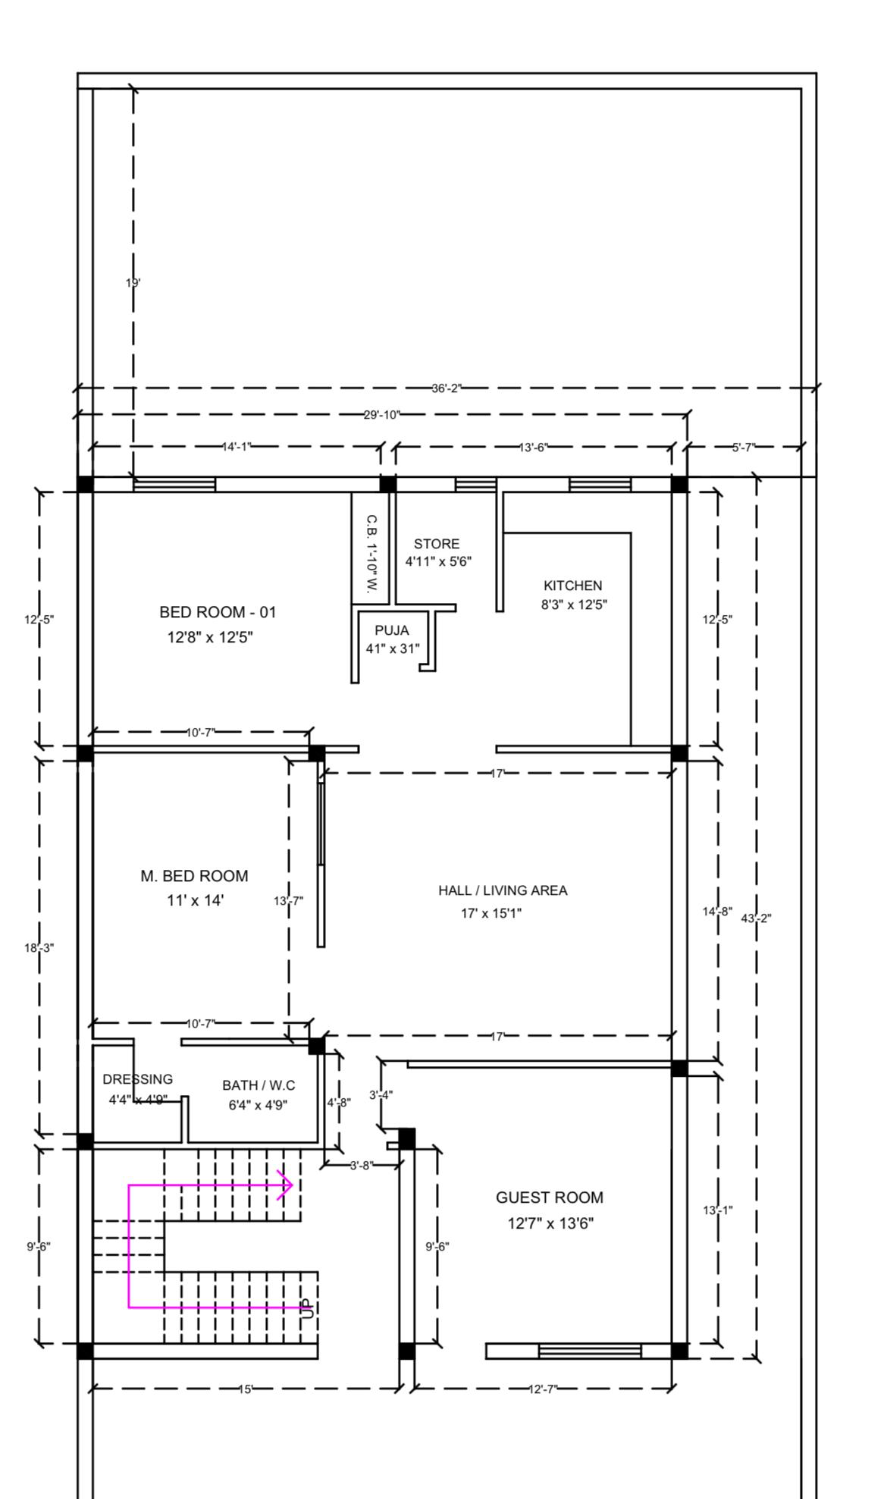 19'
36'-2"
29'-10"
14'-1"
13'-6"
5'-7"
C.B. 1'-10" W.
STORE
4'11" x 5'6"
KITCHEN
8'3" x 12'5"
BED ROOM - 01
12'8" x 12'5"
PUJA
41" x 31"
12'-5"
12'-5"
10'-7"
17'
M. BED ROOM
11' x 14'
13'-7"
HALL / LIVING AREA
17' x 15'1"
14'-8"
43'-2"
18'-3"
10'-7"
17'
DRESSING
4'4" x 4'9"
BATH / W.C
6'4" x 4'9"
4'-8"
3'-4"
3'-8"
GUEST ROOM
12'7" x 13'6"
13'-1"
9'-6"
9'-6"
UP
15'
12'-7"